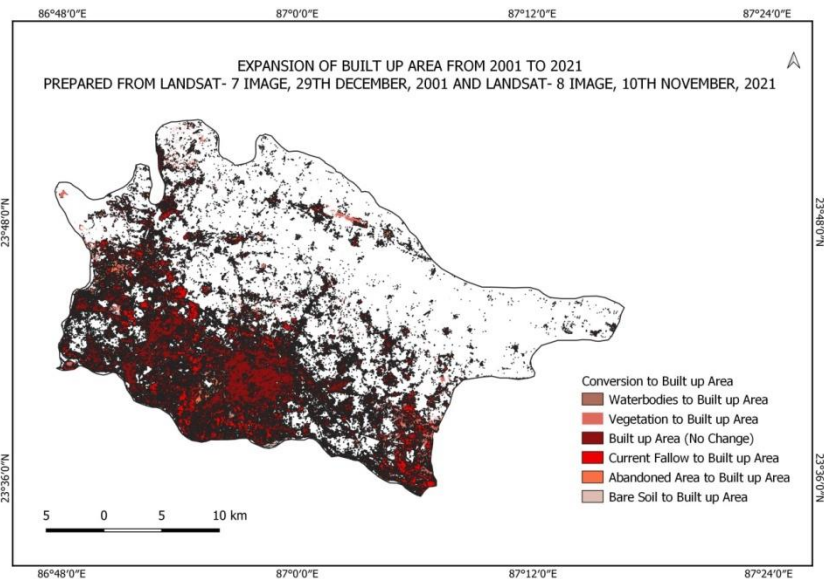 86°48'0"E 87°0'0"E 87°12'0"E 87°24'0"E
EXPANSION OF BUILT UP AREA FROM 2001 TO 2021
PREPARED FROM LANDSAT- 7 IMAGE, 29TH DECEMBER, 2001 AND LANDSAT- 8 IMAGE, 10TH NOVEMBER, 2021
23°48'0"N
23°48'0"N
Conversion to Built up Area
Waterbodies to Built up Area
Vegetation to Built up Area
Built up Area (No Change)
Current Fallow to Built up Area
Abandoned Area to Built up Area
Bare Soil to Built up Area
23°36'0"N
23°36'0"N
5 0 5 10 km
86°48'0"E 87°0'0"E 87°12'0"E 87°24'0"E